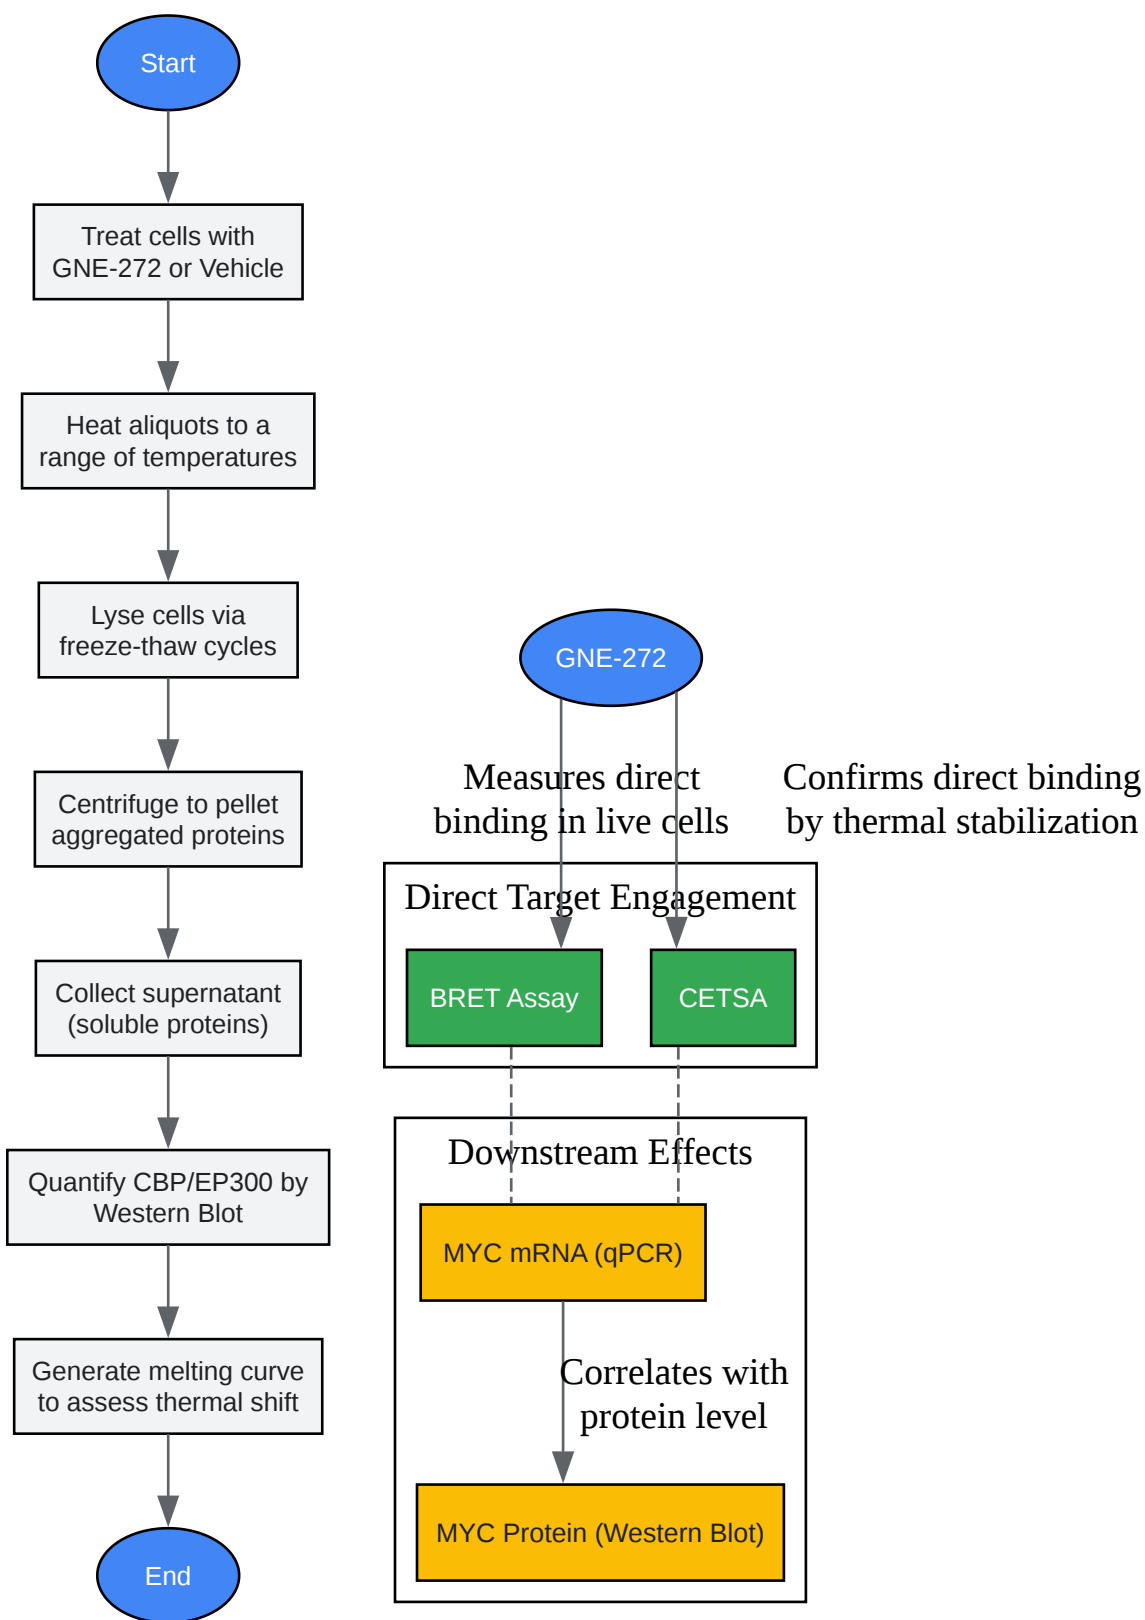 Start
Treat cells with
GNE-272 or Vehicle
Heat aliquots to a
range of temperatures
Lyse cells via
freeze-thaw cycles
Centrifuge to pellet
aggregated proteins
Collect supernatant
(soluble proteins)
Quantify CBP/EP300 by
Western Blot
Generate melting curve
to assess thermal shift
End
GNE-272
Measures direct
binding in live cells
Confirms direct binding
by thermal stabilization
Direct Target Engagement
BRET Assay
CETSA
Downstream Effects
MYC mRNA (qPCR)
Correlates with
protein level
MYC Protein (Western Blot)